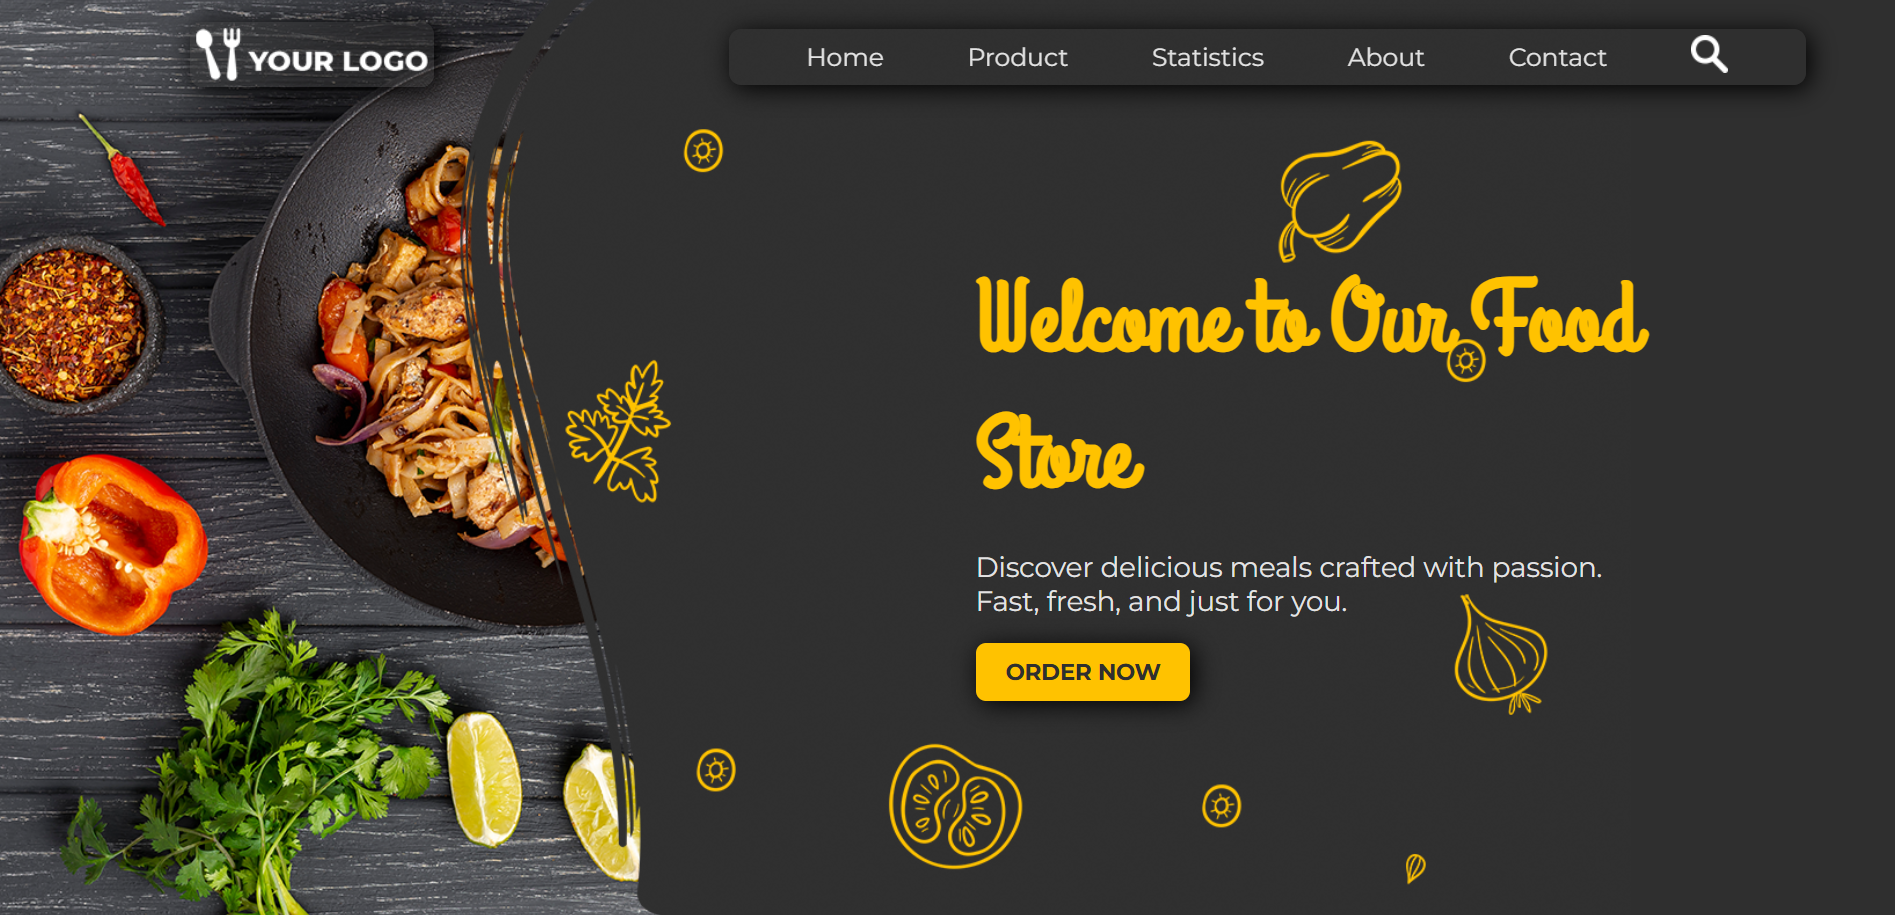 YOUR LOGO
Home Product Statistics About Contact
Welcome to Our Food
Store
Discover delicious meals crafted with passion.
Fast, fresh, and just for you.
ORDER NOW